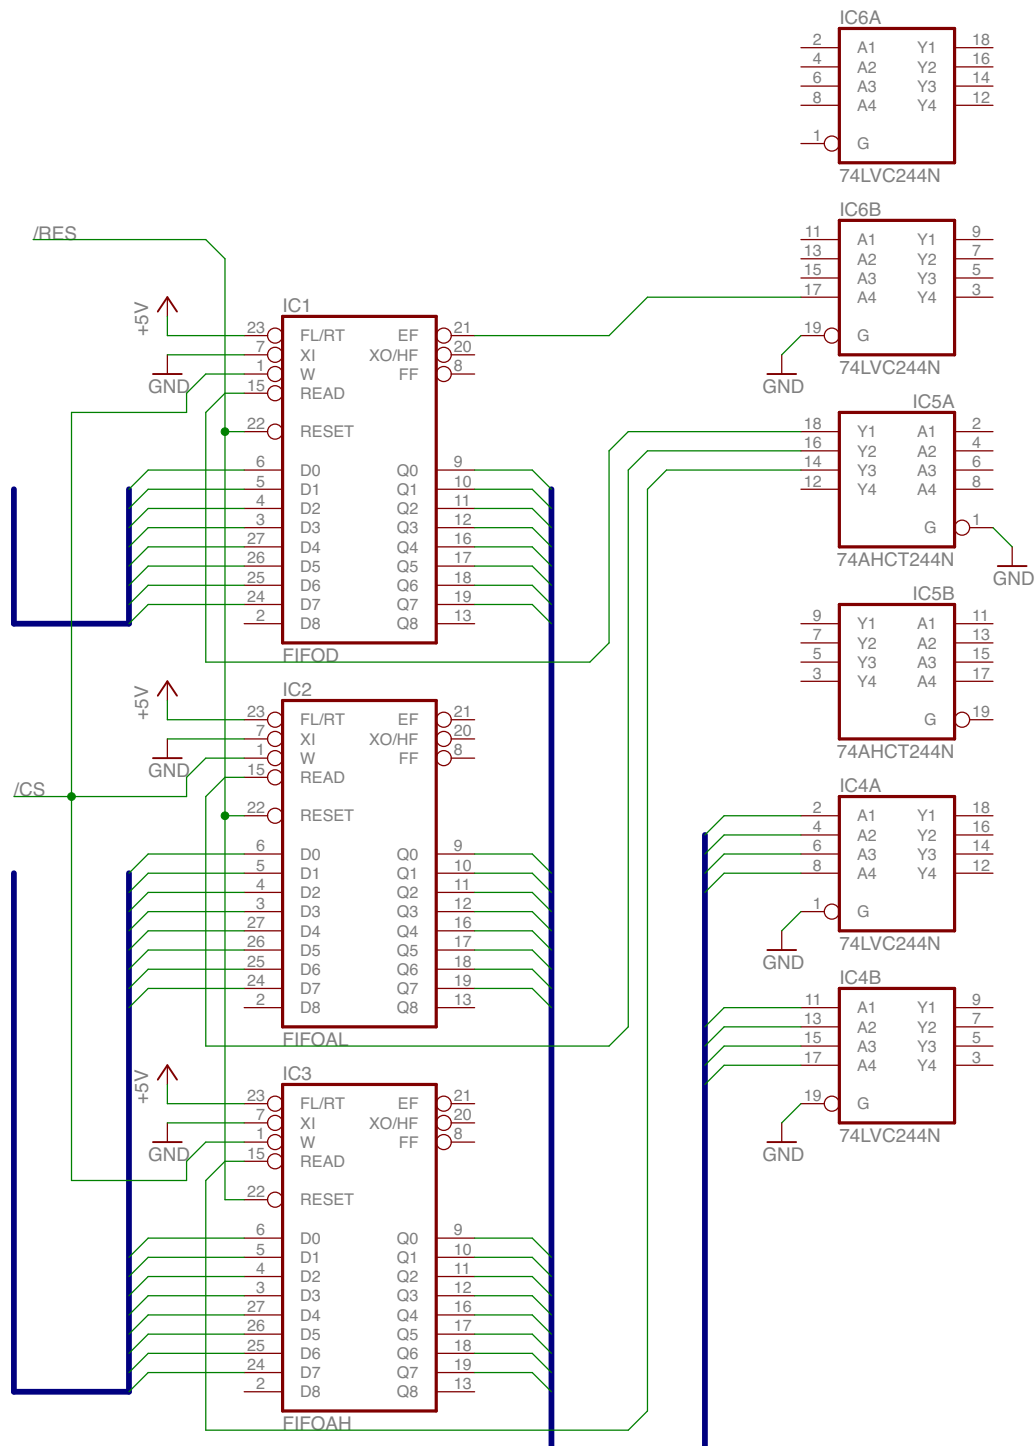 IC6A
2 A1 Y1 18
4 A2 Y2 16
6 A3 Y3 14
8 A4 Y4 12
1 G
74LVC244N
IC6B
11 A1 Y1 9
13 A2 Y2 7
15 A3 Y3 5
17 A4 Y4 3
19 G
GND
74LVC244N
/RES
IC1
+5V
23 FL/RT EF 21
7 XI XO/HF 20
GND
1 W FF 8
15 READ
22 RESET
6 D0 Q0 9
5 D1 Q1 10
4 D2 Q2 11
3 D3 Q3 12
27 D4 Q4 16
26 D5 Q5 17
25 D6 Q6 18
24 D7 Q7 19
2 D8 Q8 13
FIFOD
IC5A
18 Y1 A1 2
16 Y2 A2 4
14 Y3 A3 6
12 Y4 A4 8
G 1
74AHCT244N
GND
IC5B
9 Y1 A1 11
7 Y2 A2 13
5 Y3 A3 15
3 Y4 A4 17
G 19
74AHCT244N
IC2
+5V
23 FL/RT EF 21
7 XI XO/HF 20
GND
1 W FF 8
15 READ
/CS
22 RESET
6 D0 Q0 9
5 D1 Q1 10
4 D2 Q2 11
3 D3 Q3 12
27 D4 Q4 16
26 D5 Q5 17
25 D6 Q6 18
24 D7 Q7 19
2 D8 Q8 13
FIFOAL
IC4A
2 A1 Y1 18
4 A2 Y2 16
6 A3 Y3 14
8 A4 Y4 12
1 G
GND
74LVC244N
IC4B
11 A1 Y1 9
13 A2 Y2 7
15 A3 Y3 5
17 A4 Y4 3
19 G
GND
74LVC244N
IC3
+5V
23 FL/RT EF 21
7 XI XO/HF 20
GND
1 W FF 8
15 READ
22 RESET
6 D0 Q0 9
5 D1 Q1 10
4 D2 Q2 11
3 D3 Q3 12
27 D4 Q4 16
26 D5 Q5 17
25 D6 Q6 18
24 D7 Q7 19
2 D8 Q8 13
FIFOAH